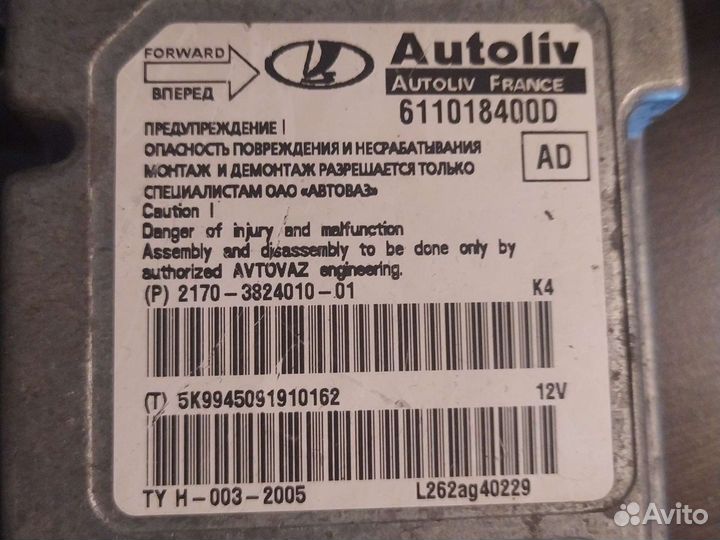 FORWARD
ВПЕРЕД
Autoliv
AUTOLIV FRANCE
611018400D
AD
ПРЕДУПРЕЖДЕНИЕ !
ОПАСНОСТЬ ПОВРЕЖДЕНИЯ И НЕСРАБАТЫВАНИЯ
МОНТАЖ И ДЕМОНТАЖ РАЗРЕШАЕТСЯ ТОЛЬКО
СПЕЦИАЛИСТАМ ОАО «АВТОВАЗ»
Caution !
Danger of injury and malfunction
Assembly and disassembly to be done only by
authorized AVTOVAZ engineering.
(P) 2170-3824010-01 K4
(T) 5K9945091910162 12V
TY H-003-2005 L262ag40229
Avito